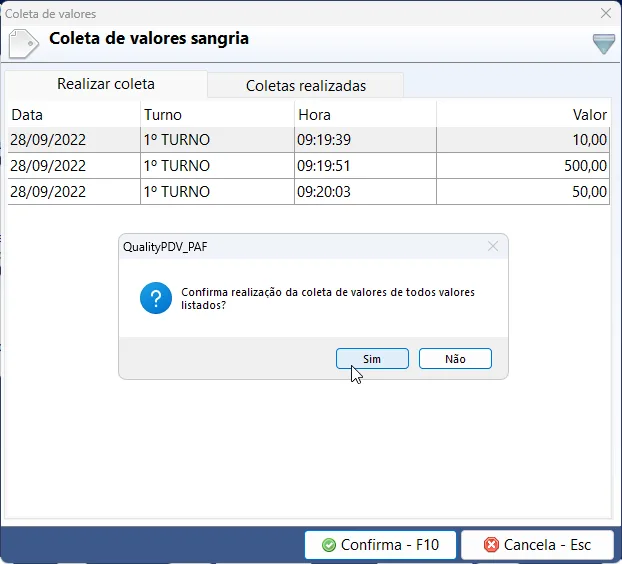 Coleta de valores
Coleta de valores sangria
Realizar coleta
Coletas realizadas
Data Turno Hora Valor
28/09/2022 1º TURNO 09:19:39 10,00
28/09/2022 1º TURNO 09:19:51 500,00
28/09/2022 1º TURNO 09:20:03 50,00
QualityPDV_PAF
Confirma realização da coleta de valores de todos valores
listados?
Sim
Não
Confirma - F10
Cancela - Esc